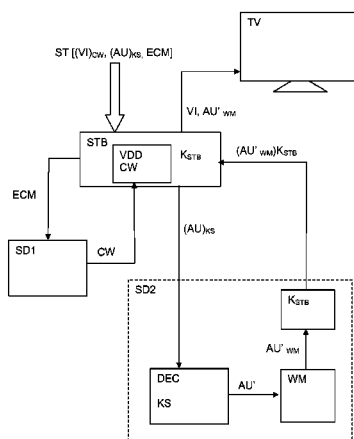 TV
ST [(VI)CW, (AU)KS, ECM]
VI, AU'WM
STB
VDD
CW
KSTB
(AU'WM)KSTB
ECM
(AU)KS
SD1
CW
SD2
KSTB
AU'WM
DEC
KS
AU'
WM